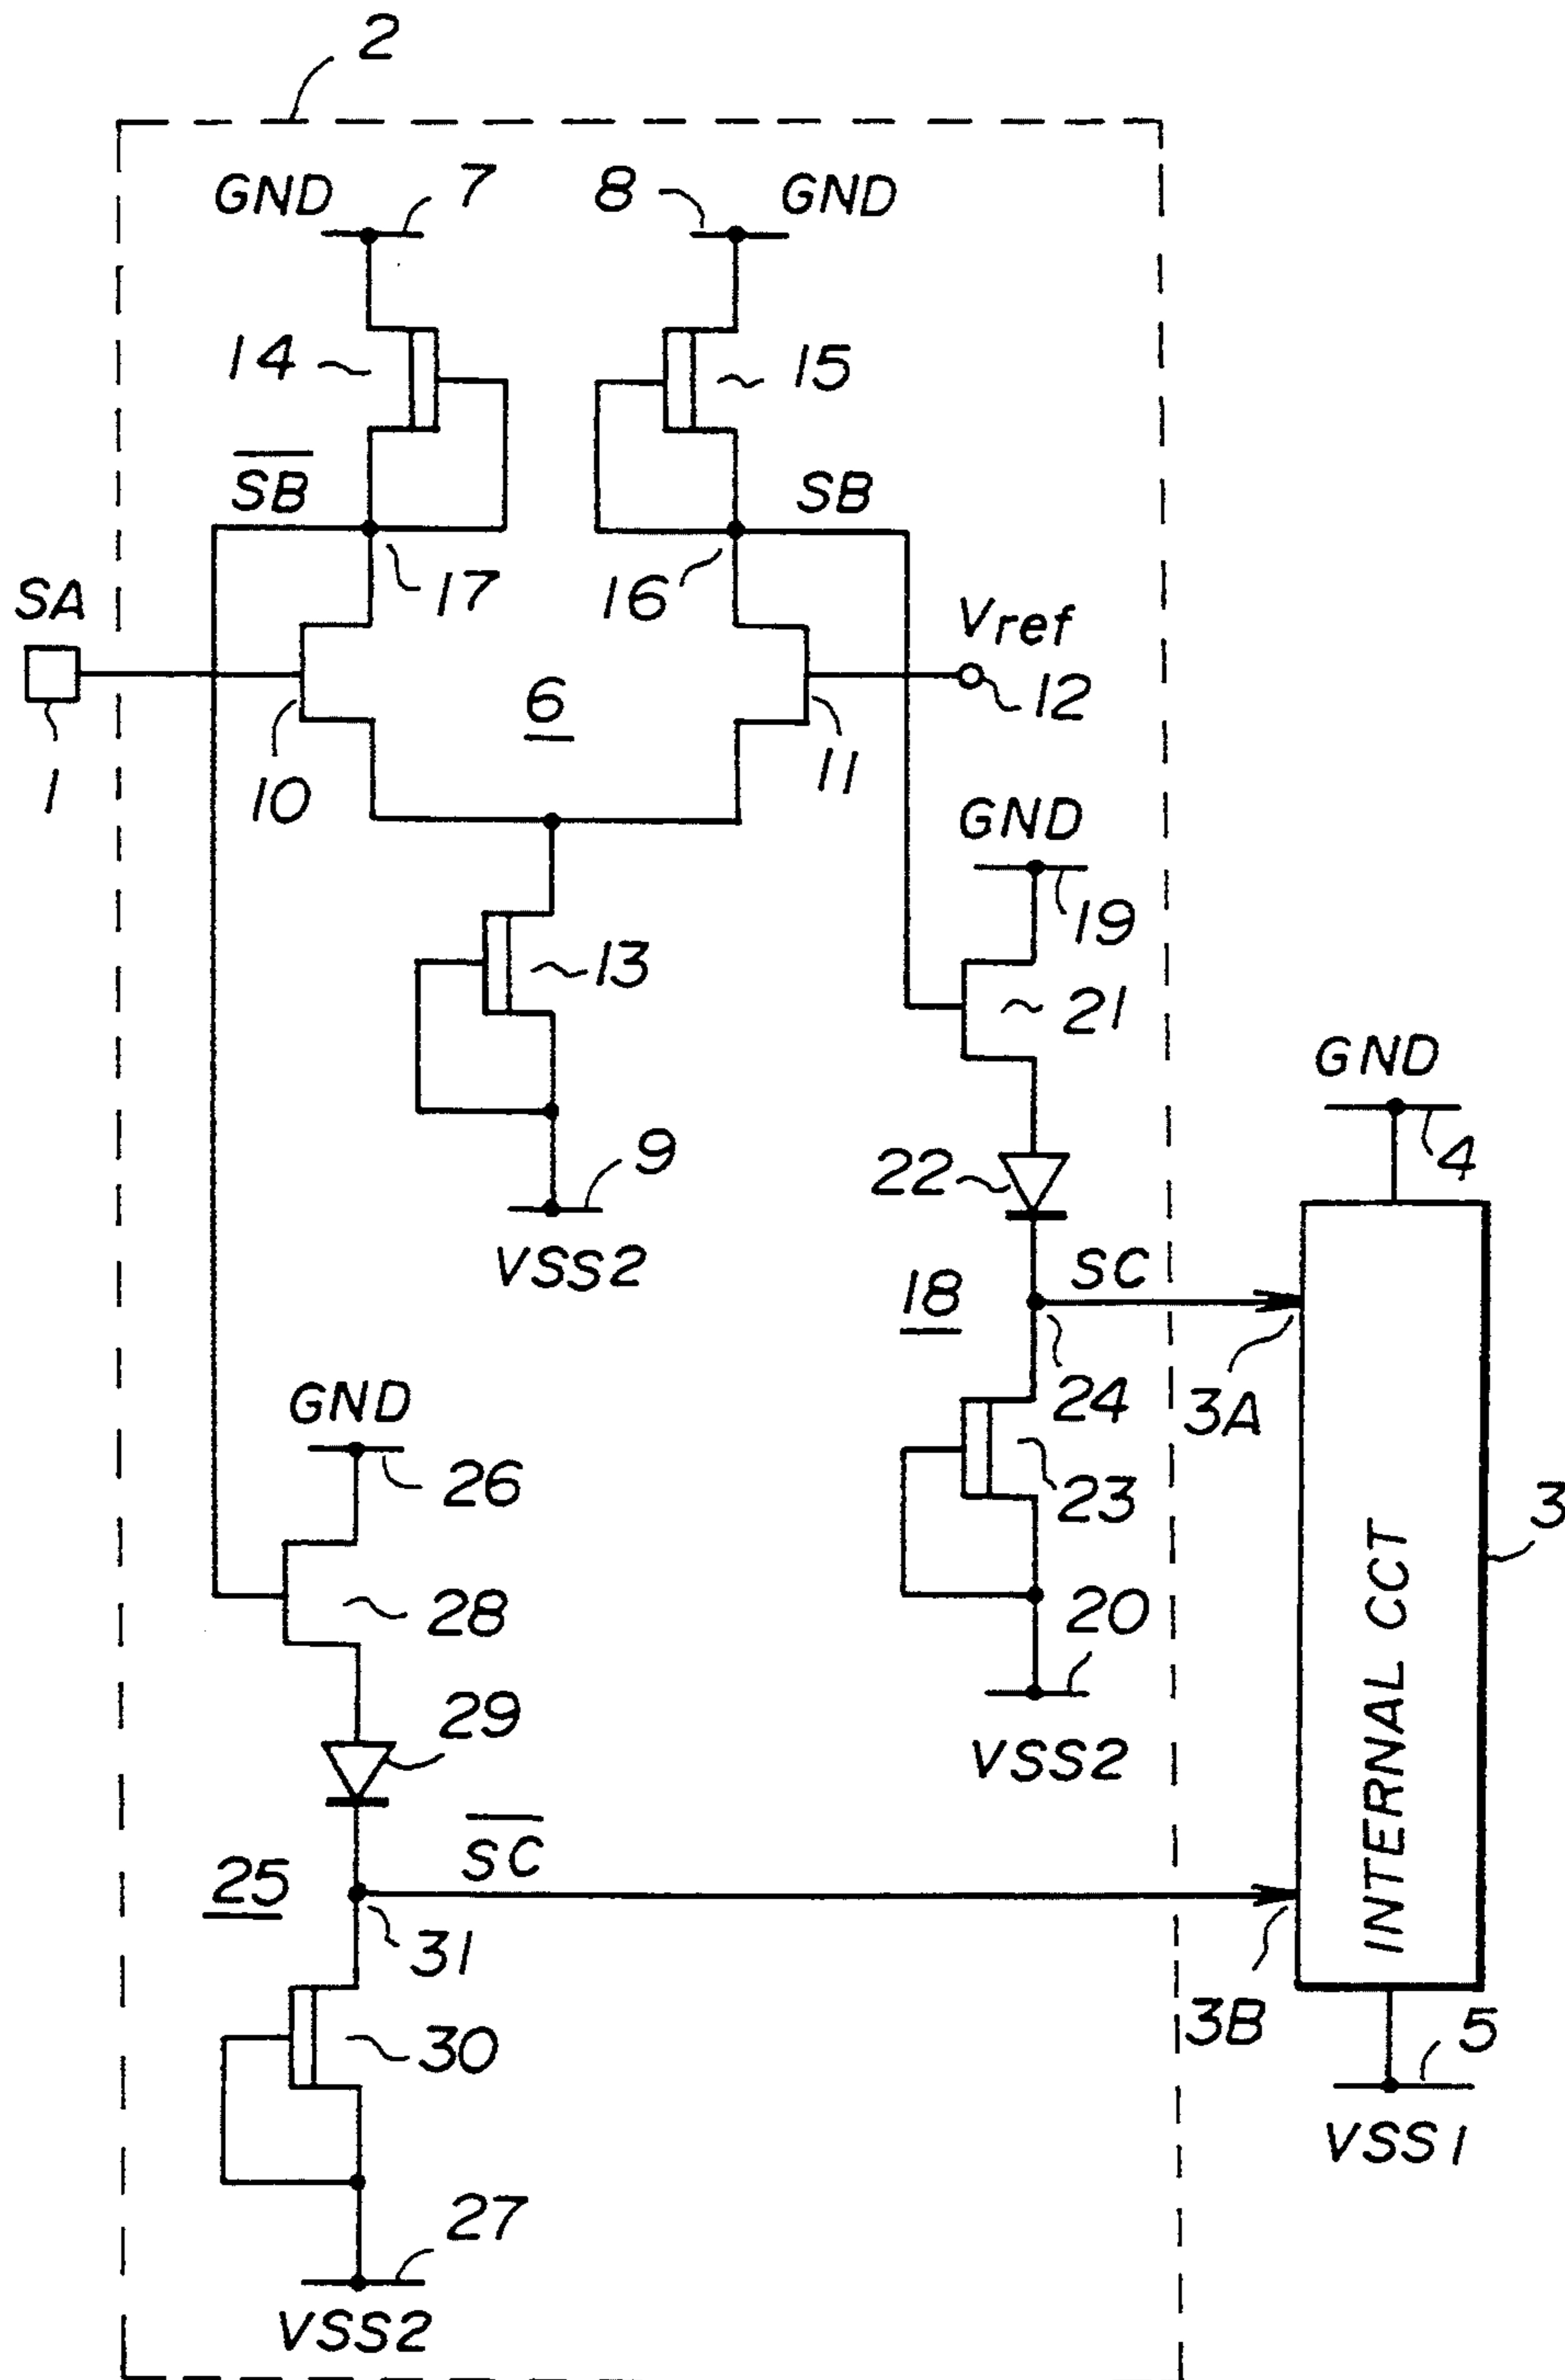 2
GND 7 8 GND
14 15
S̅B̅ SB
17 16
SA
1
Vref
12
10 6 11
GND
19
13
21
9
VSS2
22
GND
4
SC
18
24
3A
GND
26
23
3
28
20
VSS2
29
INTERNAL CCT
S̅C̅
25
31
3B
30
5
VSS1
27
VSS2